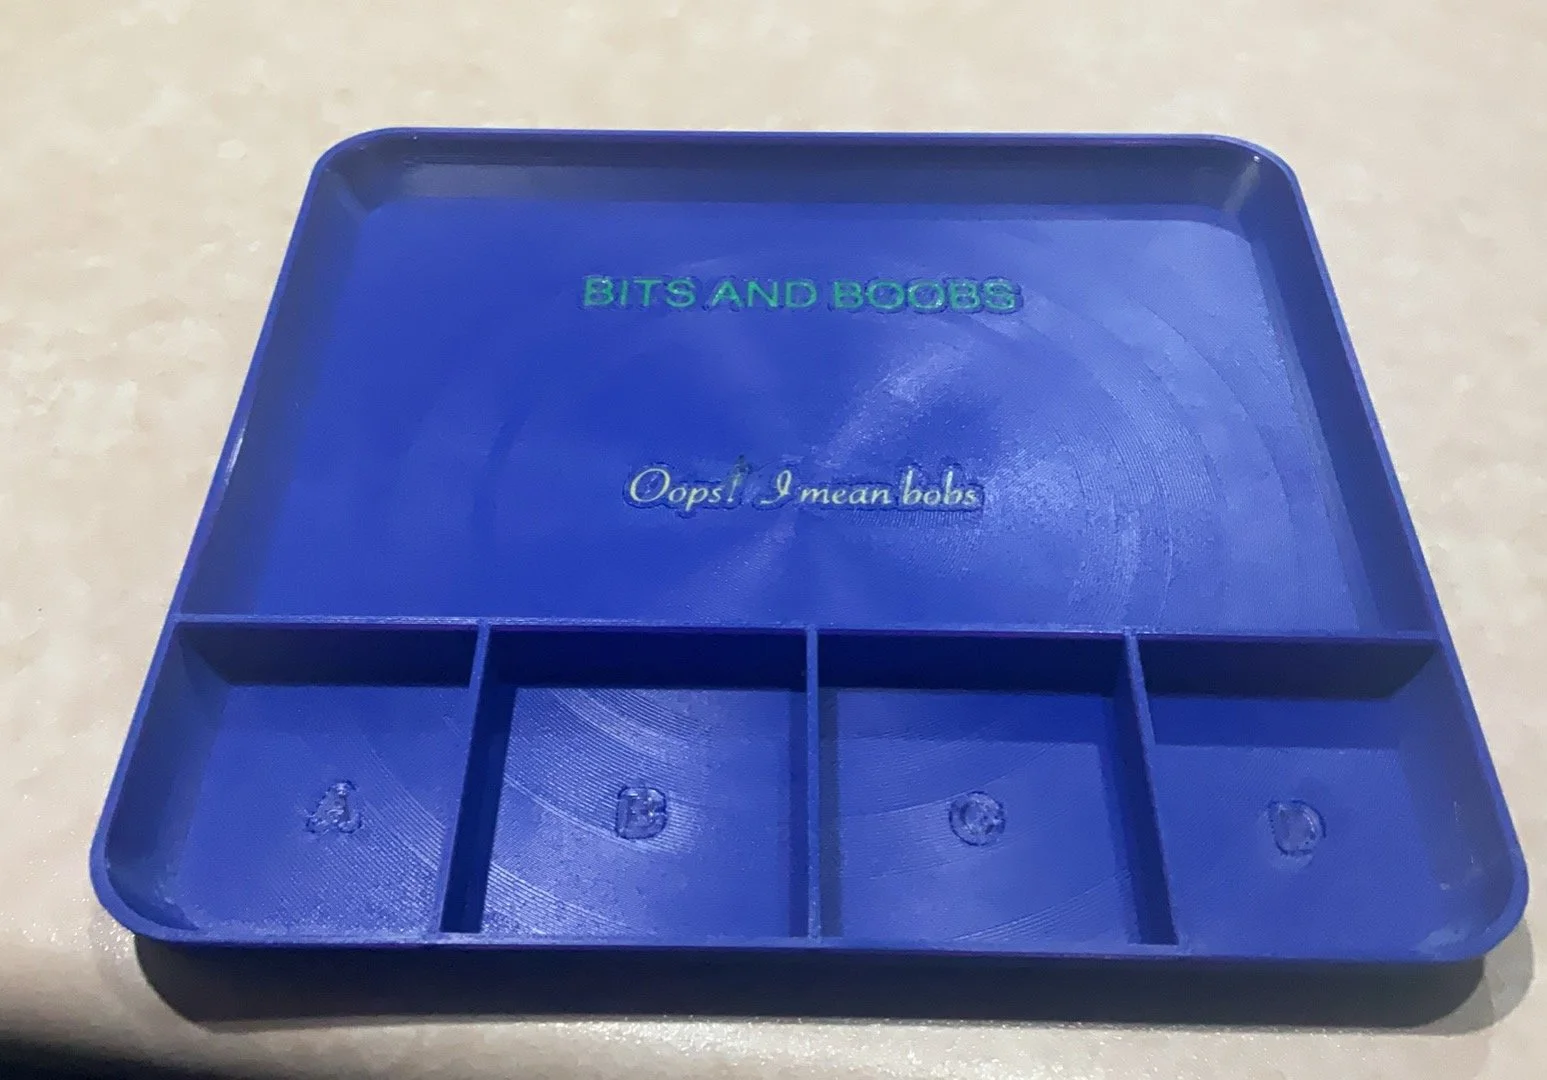 BITS AND BOOBS
Oops! I mean bobs
A B C D